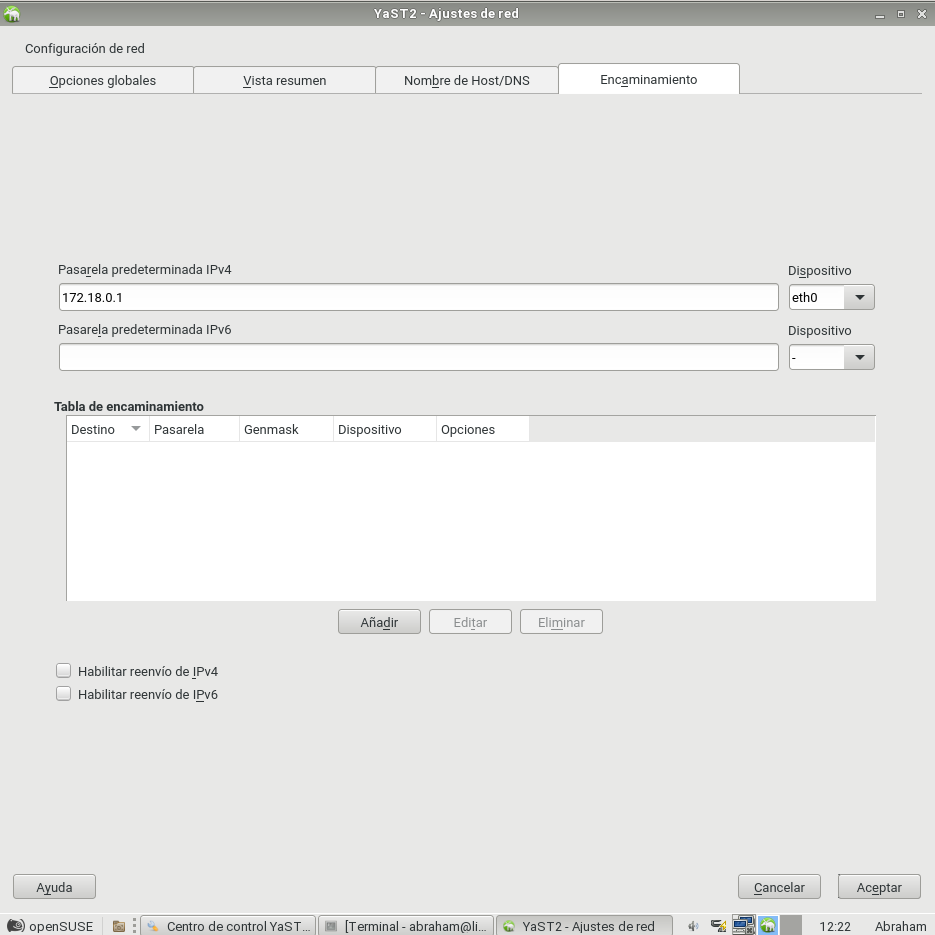 YaST2 - Ajustes de red
Configuración de red
Opciones globales Vista resumen Nombre de Host/DNS Encaminamiento
Pasarela predeterminada IPv4 Dispositivo
172.18.0.1 eth0
Pasarela predeterminada IPv6 Dispositivo
-
Tabla de encaminamiento
Destino Pasarela Genmask Dispositivo Opciones
Añadir Editar Eliminar
Habilitar reenvío de IPv4
Habilitar reenvío de IPv6
Ayuda Cancelar Aceptar
openSUSE Centro de control YaST... [Terminal - abraham@li... YaST2 - Ajustes de red 12:22 Abraham